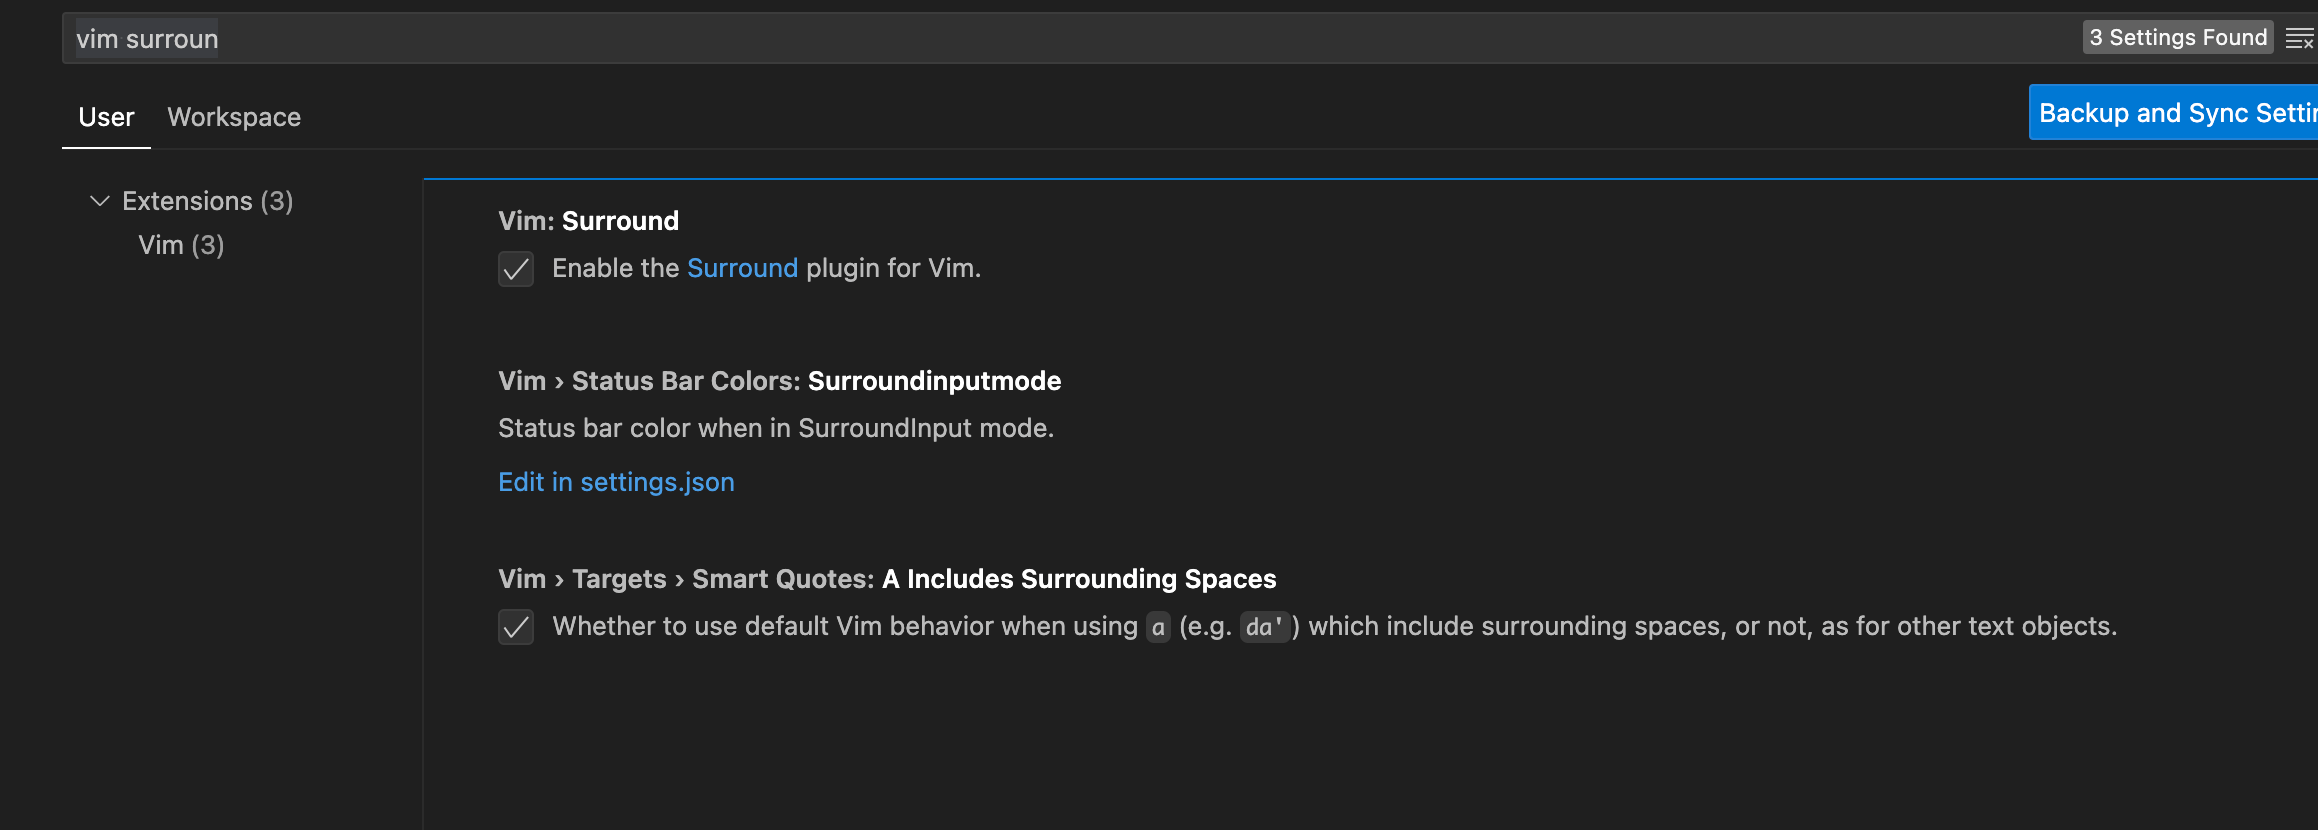 vim surroun
3 Settings Found
User Workspace
Backup and Sync Settin
Extensions (3)
Vim (3)
Vim: Surround
Enable the Surround plugin for Vim.
Vim › Status Bar Colors: Surroundinputmode
Status bar color when in SurroundInput mode.
Edit in settings.json
Vim › Targets › Smart Quotes: A Includes Surrounding Spaces
Whether to use default Vim behavior when using a (e.g. da') which include surrounding spaces, or not, as for other text objects.